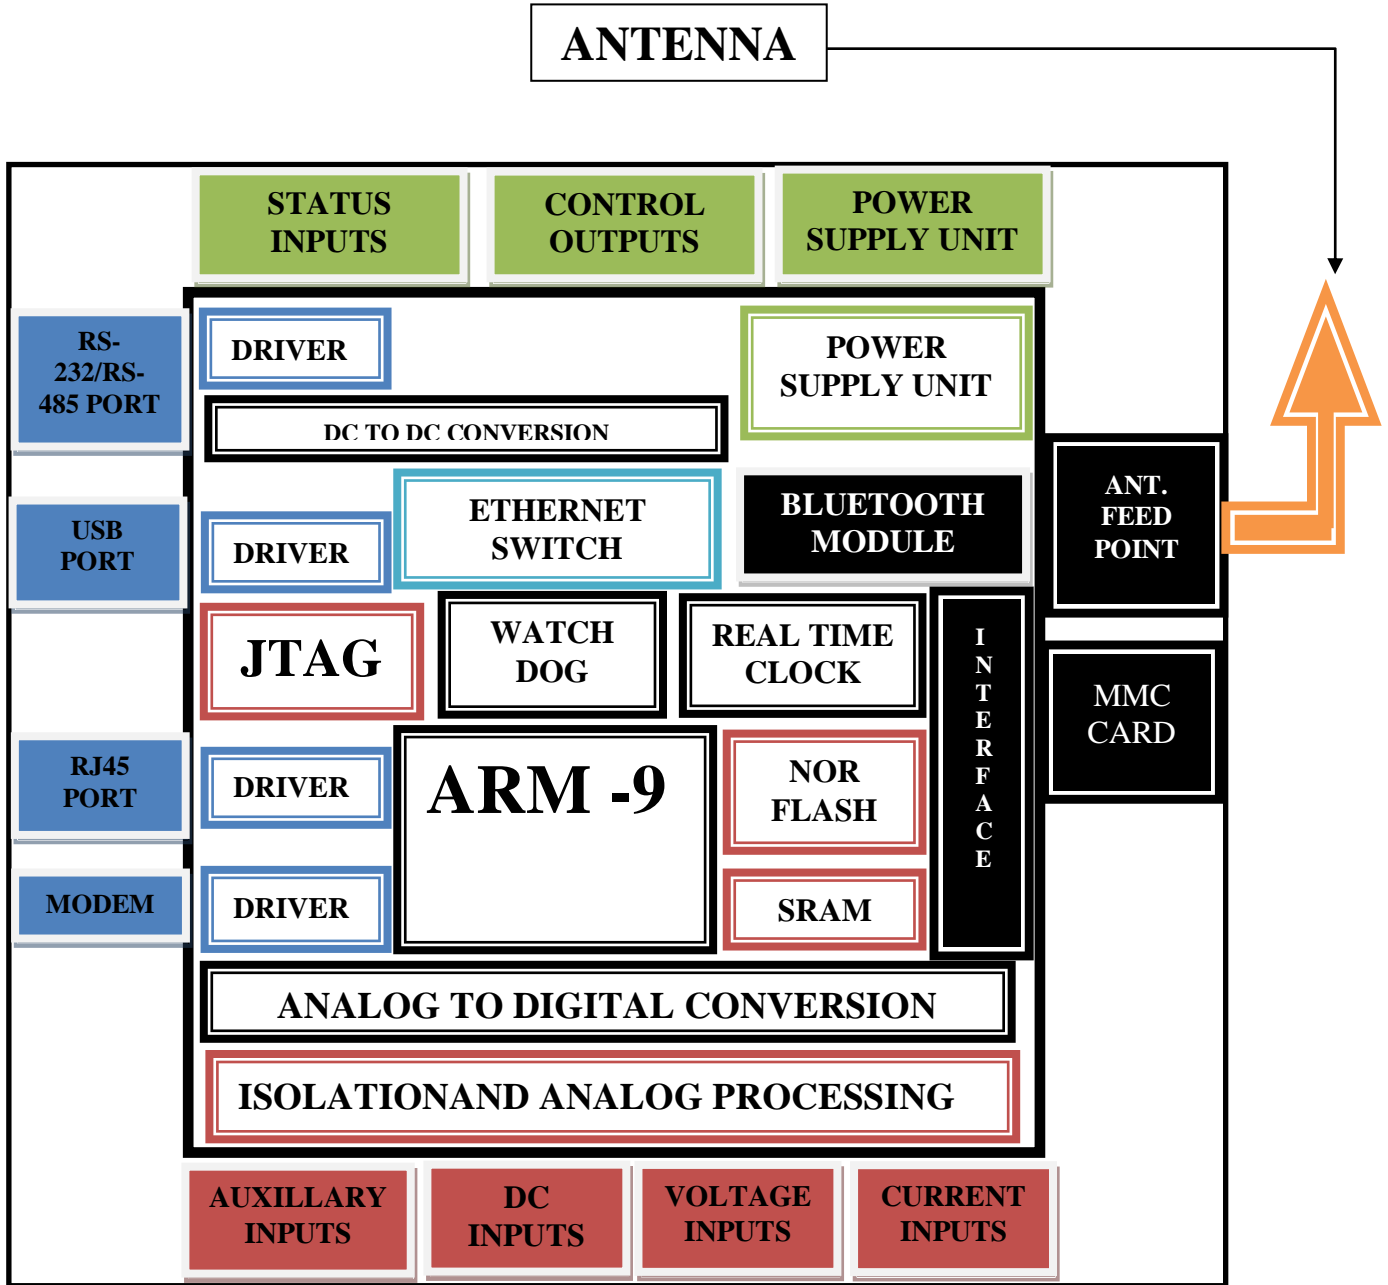 ANTENNA
STATUS
INPUTS
CONTROL
OUTPUTS
POWER
SUPPLY UNIT
RS-
232/RS-
485 PORT
DRIVER
POWER
SUPPLY UNIT
DC TO DC CONVERSION
USB
PORT
DRIVER
ETHERNET
SWITCH
BLUETOOTH
MODULE
ANT.
FEED
POINT
JTAG
WATCH
DOG
REAL TIME
CLOCK
I
N
T
E
R
F
A
C
E
MMC
CARD
RJ45
PORT
DRIVER
ARM -9
NOR
FLASH
MODEM
DRIVER
SRAM
ANALOG TO DIGITAL CONVERSION
ISOLATIONAND ANALOG PROCESSING
AUXILLARY
INPUTS
DC
INPUTS
VOLTAGE
INPUTS
CURRENT
INPUTS